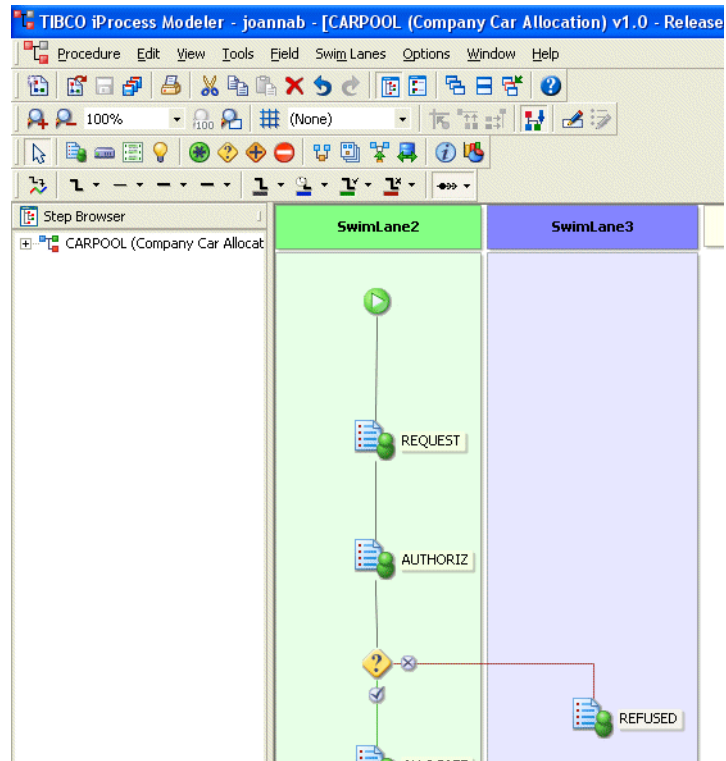 TIBCO iProcess Modeler - joannab - [CARPOOL (Company Car Allocation) v1.0 - Release
Procedure Edit View Tools Field Swim Lanes Options Window Help
100% 100 (None)
Step Browser
CARPOOL (Company Car Allocat
SwimLane2 SwimLane3
REQUEST
AUTHORIZ
?
REFUSED